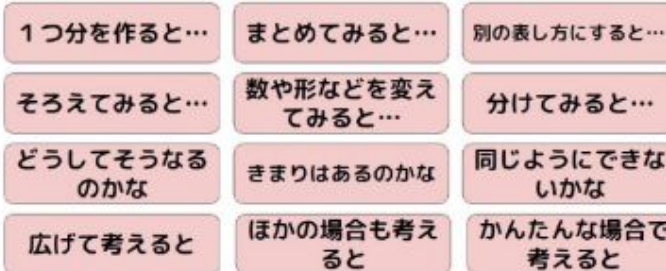 1つ分を作ると…
まとめてみると…
別の表し方にすると…
そろえてみると…
数や形などを変え
てみると…
分けてみると…
どうしてそうなる
のかな
きまりはあるのかな
同じようにできな
いかな
広げて考えると
ほかの場合も考え
ると
かんたんな場合で
考えると